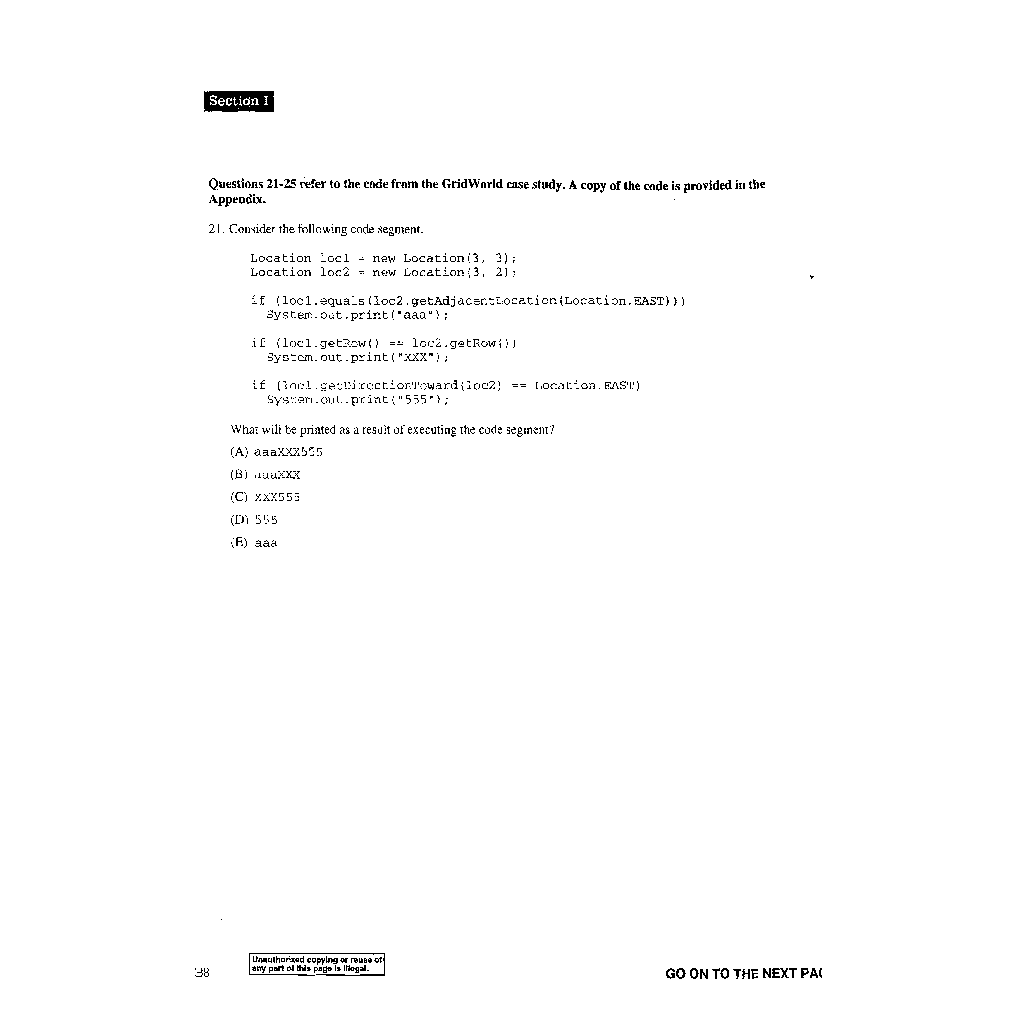 Section I
Questions 21-25 refer to the code from the GridWorld case study. A copy of the code is provided in the
Appendix.
21. Consider the following code segment.
Location loc1 = new Location(3, 3);
Location loc2 = new Location(3, 2);
if (loc1.equals(loc2.getAdjacentLocation(Location.EAST)))
System.out.print("aaa");
if (loc1.getRow() == loc2.getRow())
System.out.print("XXX");
if (loc1.getDirectionToward(loc2) == Location.EAST)
System.out.print("555");
What will be printed as a result of executing the code segment?
(A) aaaXXX555
(B) aaaXXX
(C) XXX555
(D) 555
(E) aaa
Unauthorized copying or reuse of
any part of this page is illegal.
38
GO ON TO THE NEXT PA